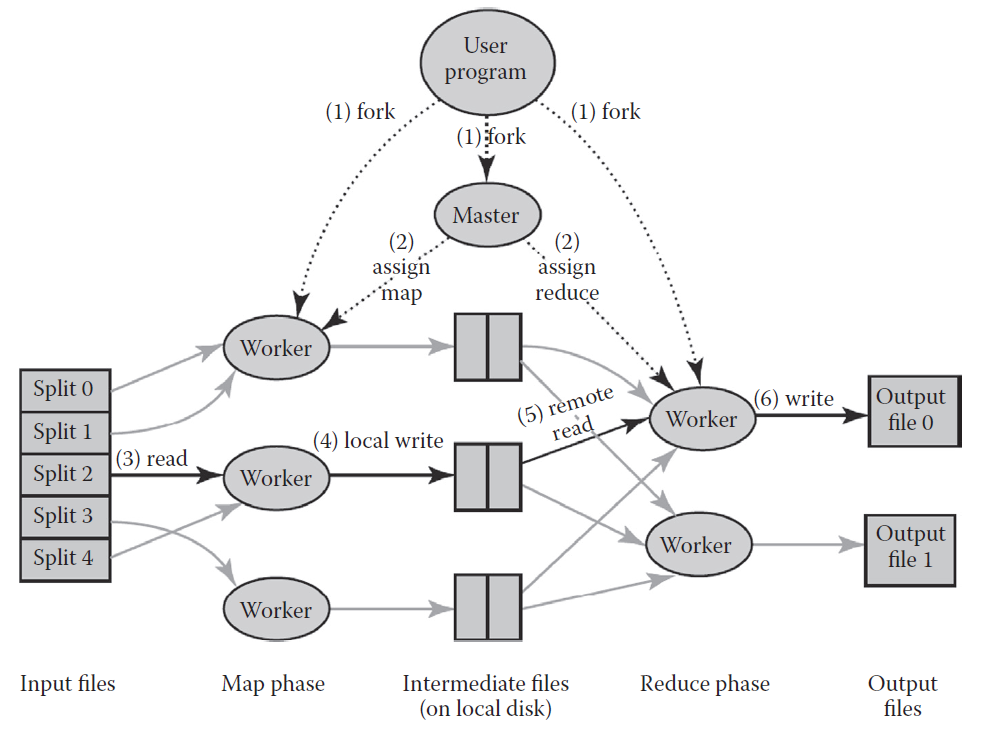 User
program
(1) fork
(1) fork
(1) fork
Master
(2)
assign
map
(2)
assign
reduce
Worker
Split 0
Split 1
Split 2
Split 3
Split 4
(3) read
Worker
(4) local write
(5) remote
read
Worker
(6) write
Output
file 0
Worker
Output
file 1
Worker
Input files
Map phase
Intermediate files
(on local disk)
Reduce phase
Output
files